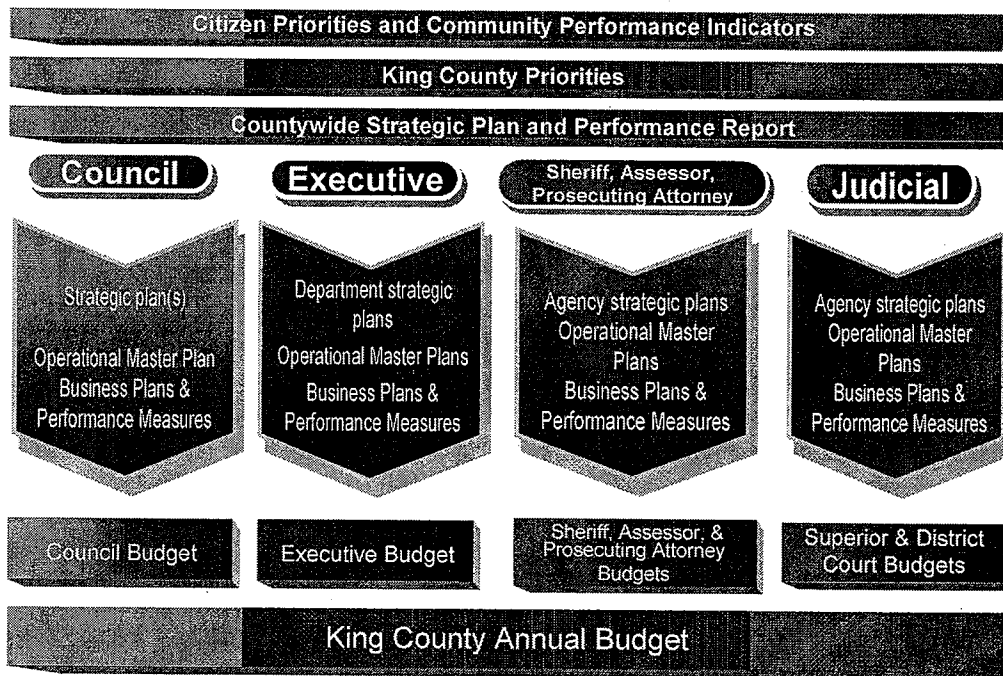 Citizen Priorities and Community Performance Indicators
King County Priorities
Countywide Strategic Plan and Performance Report
Council
Executive
Sheriff, Assessor,
Prosecuting Attorney
Judicial
Strategic plan(s)
Operational Master Plan
Business Plans &
Performance Measures
Department strategic
plans
Operational Master Plans
Business Plans &
Performance Measures
Agency strategic plans
Operational Master
Plans
Business Plans &
Performance Measures
Agency strategic plans
Operational Master
Plans
Business Plans &
Performance Measures
Council Budget
Executive Budget
Sheriff, Assessor, &
Prosecuting Attorney
Budgets
Superior & District
Court Budgets
King County Annual Budget